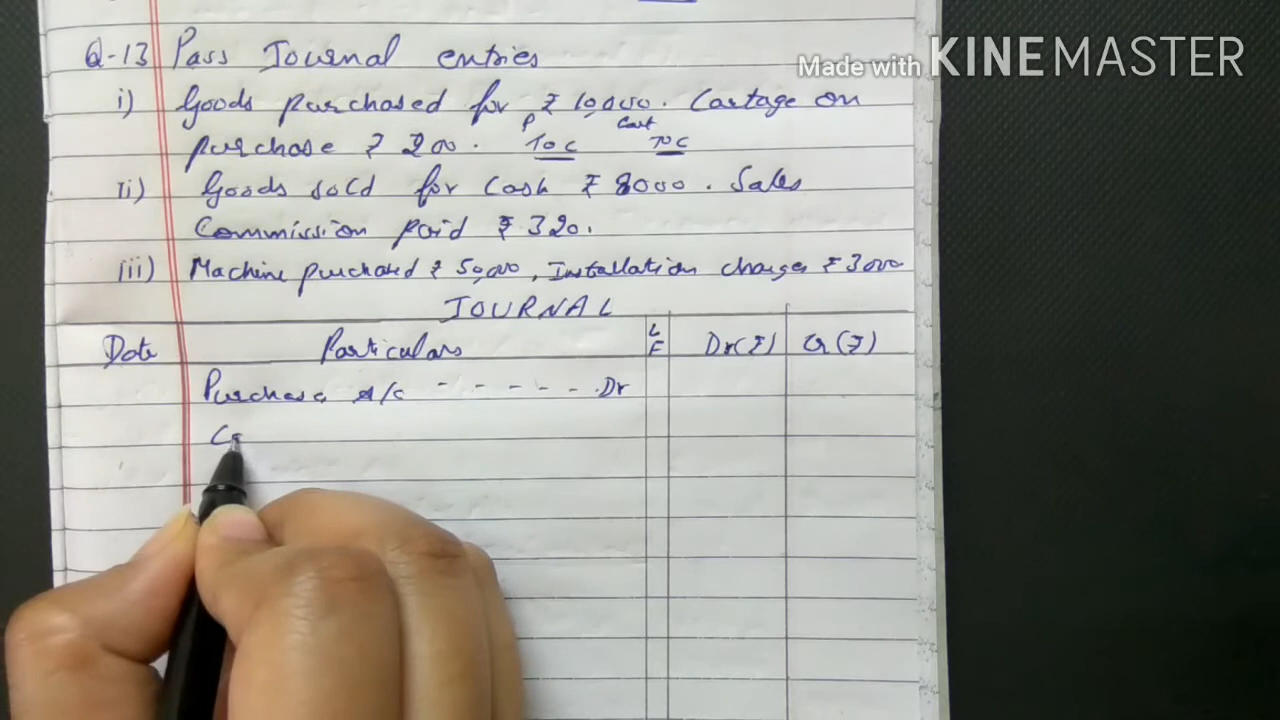 Made with KINEMASTER
Q-13 Pass Journal entries
i) Goods purchased for ₹ 10,000. Cartage on
P Cart
purchase ₹ 200. TOC TOC
ii) Goods sold for Cash ₹ 8000. Sales
Commission paid ₹ 320.
iii) Machine purchased ₹ 50,000, Installation charges ₹ 3000
JOURNAL
Date Particulars LF Dr(₹) Cr(₹)
Purchase A/c - - - - - - Dr
Ca